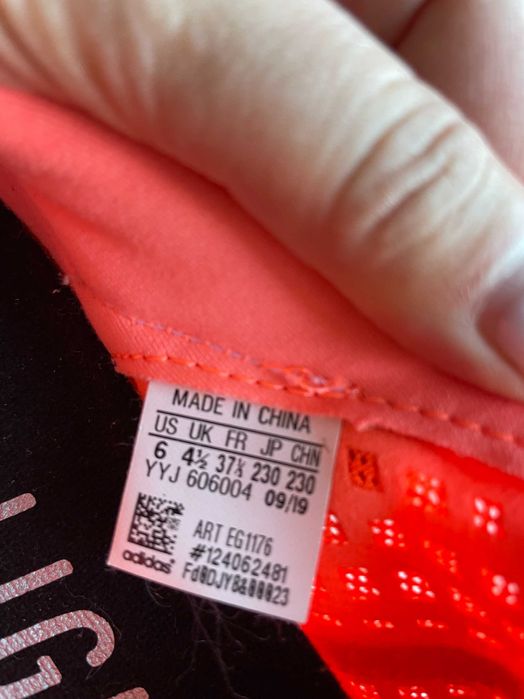 MADE IN CHINA
US UK FR JP CHN
6 4½ 37⅓ 230 230
YYJ 606004 09/19
ART EG1176
#124062481
adidas